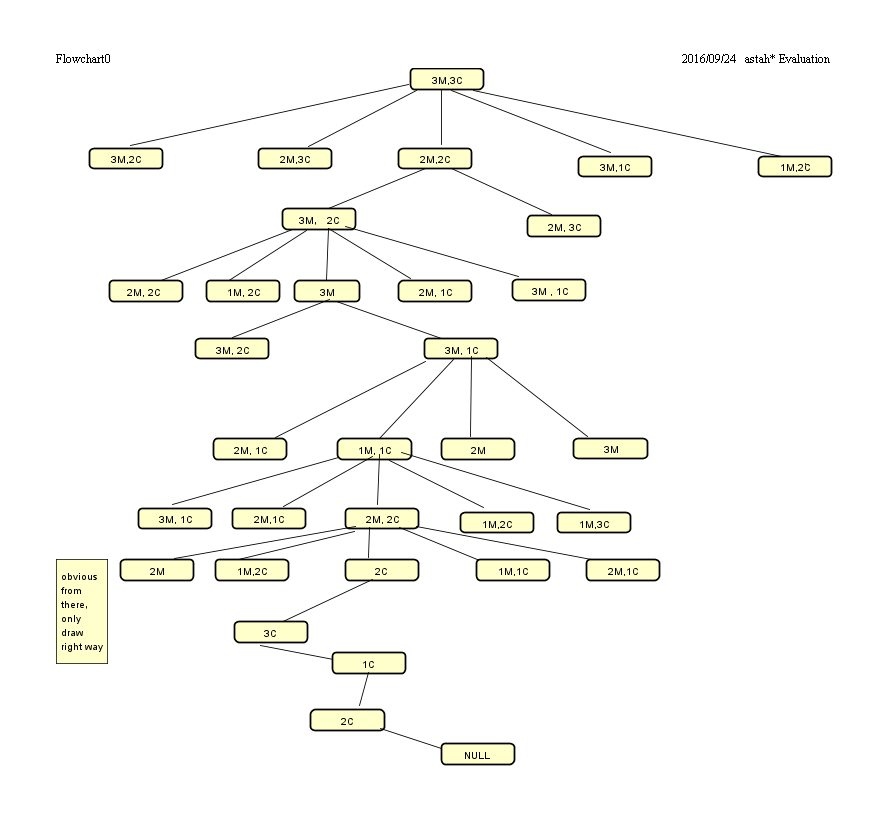 Flowchart0
2016/09/24 astah* Evaluation
3M,3C
3M,2C
2M,3C
2M,2C
3M,1C
1M,2C
3M, 2C
2M, 3C
2M, 2C
1M, 2C
3M
2M, 1C
3M , 1C
3M, 2C
3M, 1C
2M, 1C
1M, 1C
2M
3M
3M, 1C
2M,1C
2M, 2C
1M,2C
1M,3C
2M
1M,2C
2C
1M,1C
2M,1C
obvious
from
there,
only
draw
right way
3C
1C
2C
NULL